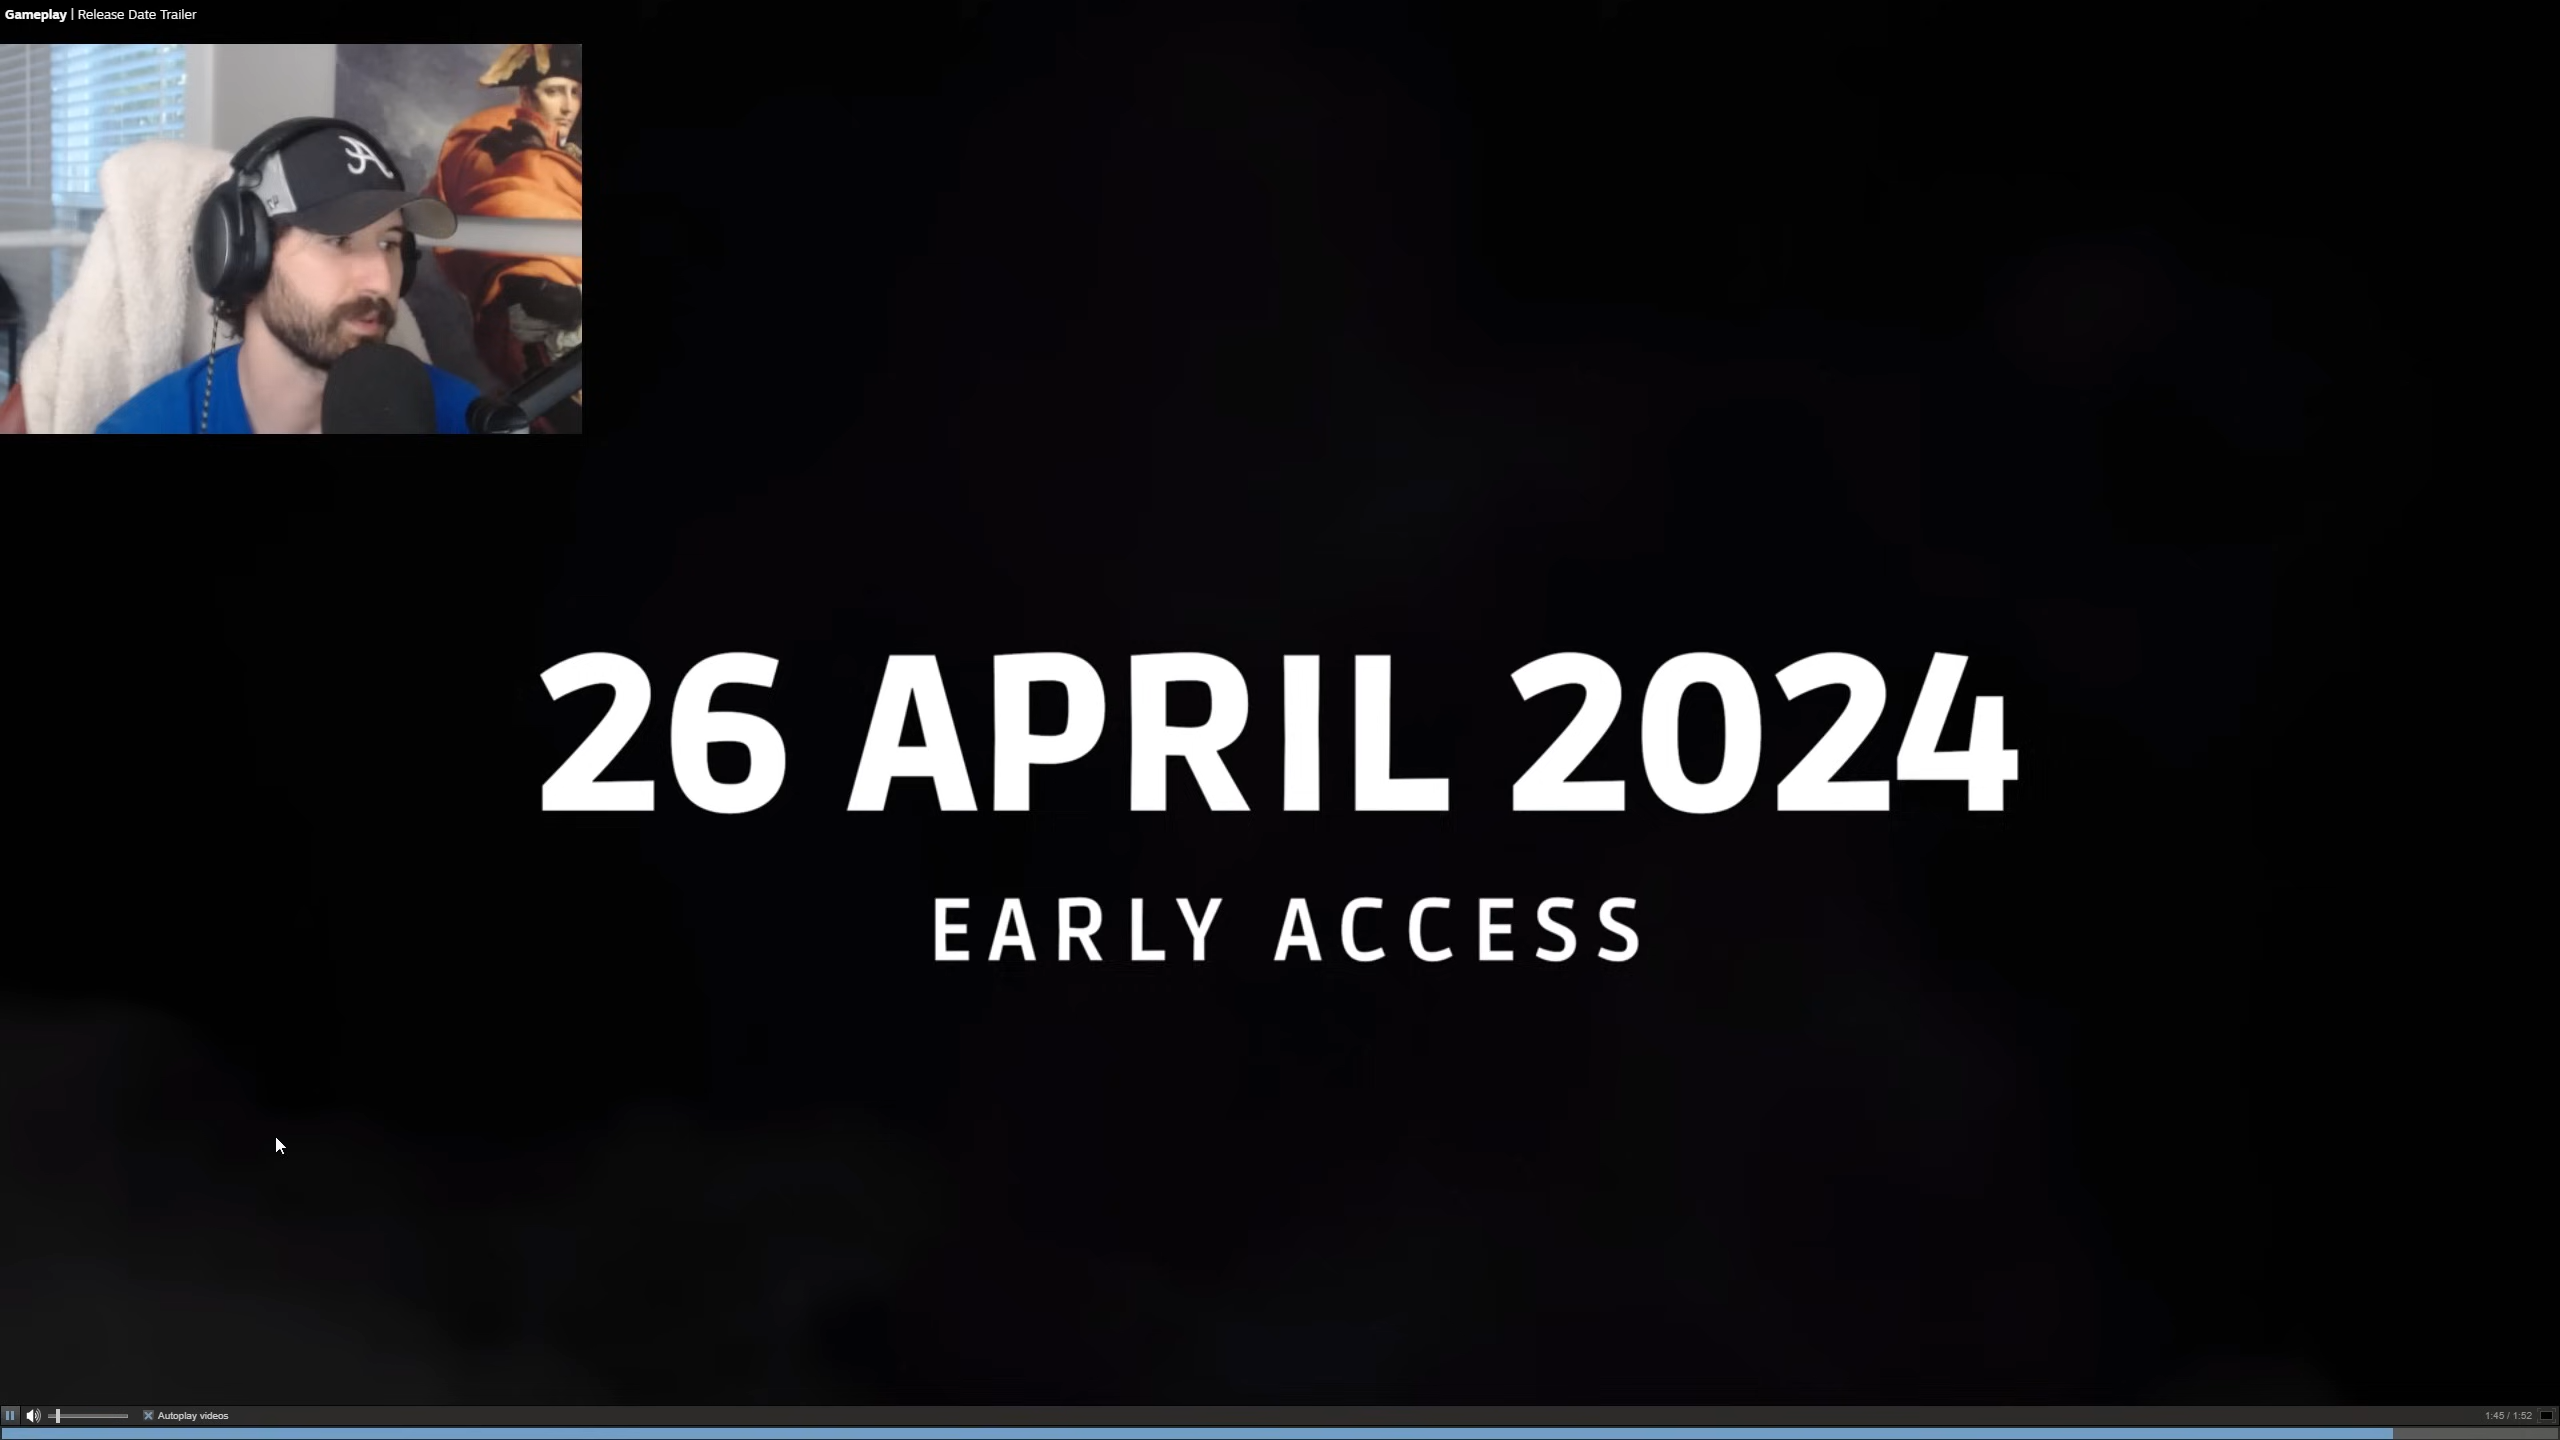 Gameplay | Release Date Trailer
A
26 APRIL 2024
EARLY ACCESS
Autoplay videos
1:45 / 1:52